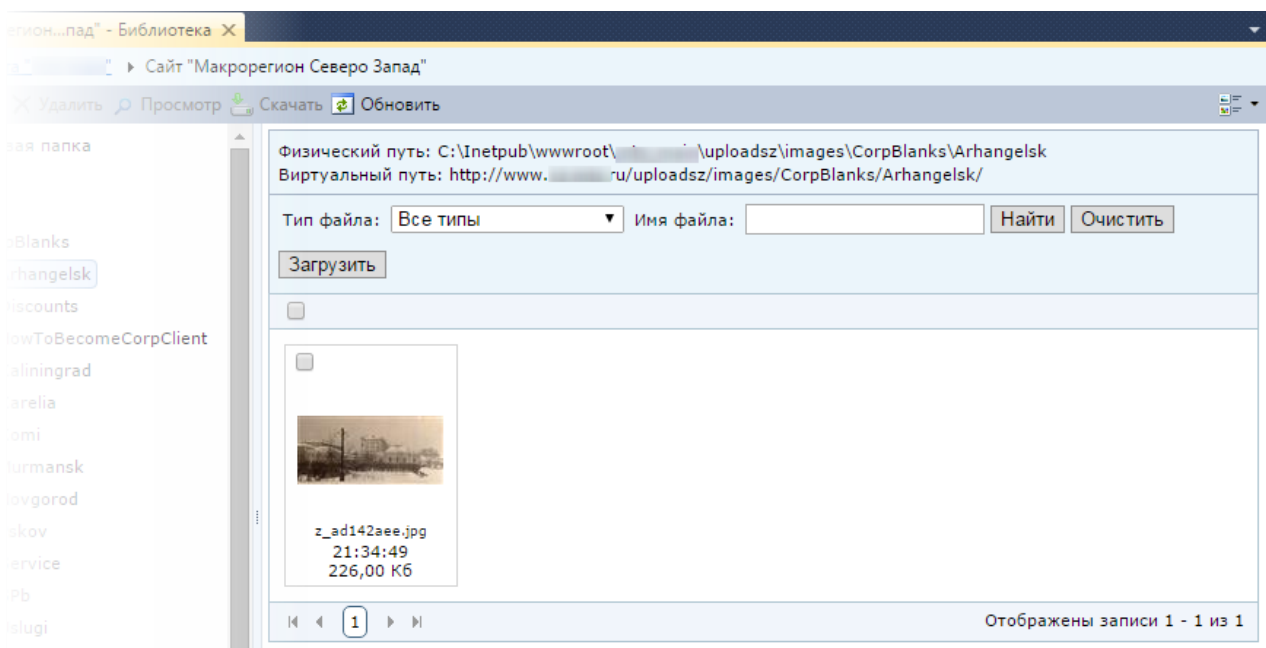 пад" - Библиотека X
Сайт "Макрорегион Северо Запад"
Удалить Просмотр Скачать Обновить
папка
Физический путь: C:\Inetpub\wwwroot\ \uploadsz\images\CorpBlanks\Arhangelsk
Виртуальный путь: http://www. ru/uploadsz/images/CorpBlanks/Arhangelsk/
Тип файла: Все типы Имя файла: Найти Очистить
Загрузить
Blanks
rhangelsk
iscounts
owToBecomeCorpClient
aliningrad
arelia
omi
urmansk
ovgorod
skov
ervice
Pb
slugi
z_ad142aee.jpg
21:34:49
226,00 Кб
1
Отображены записи 1 - 1 из 1